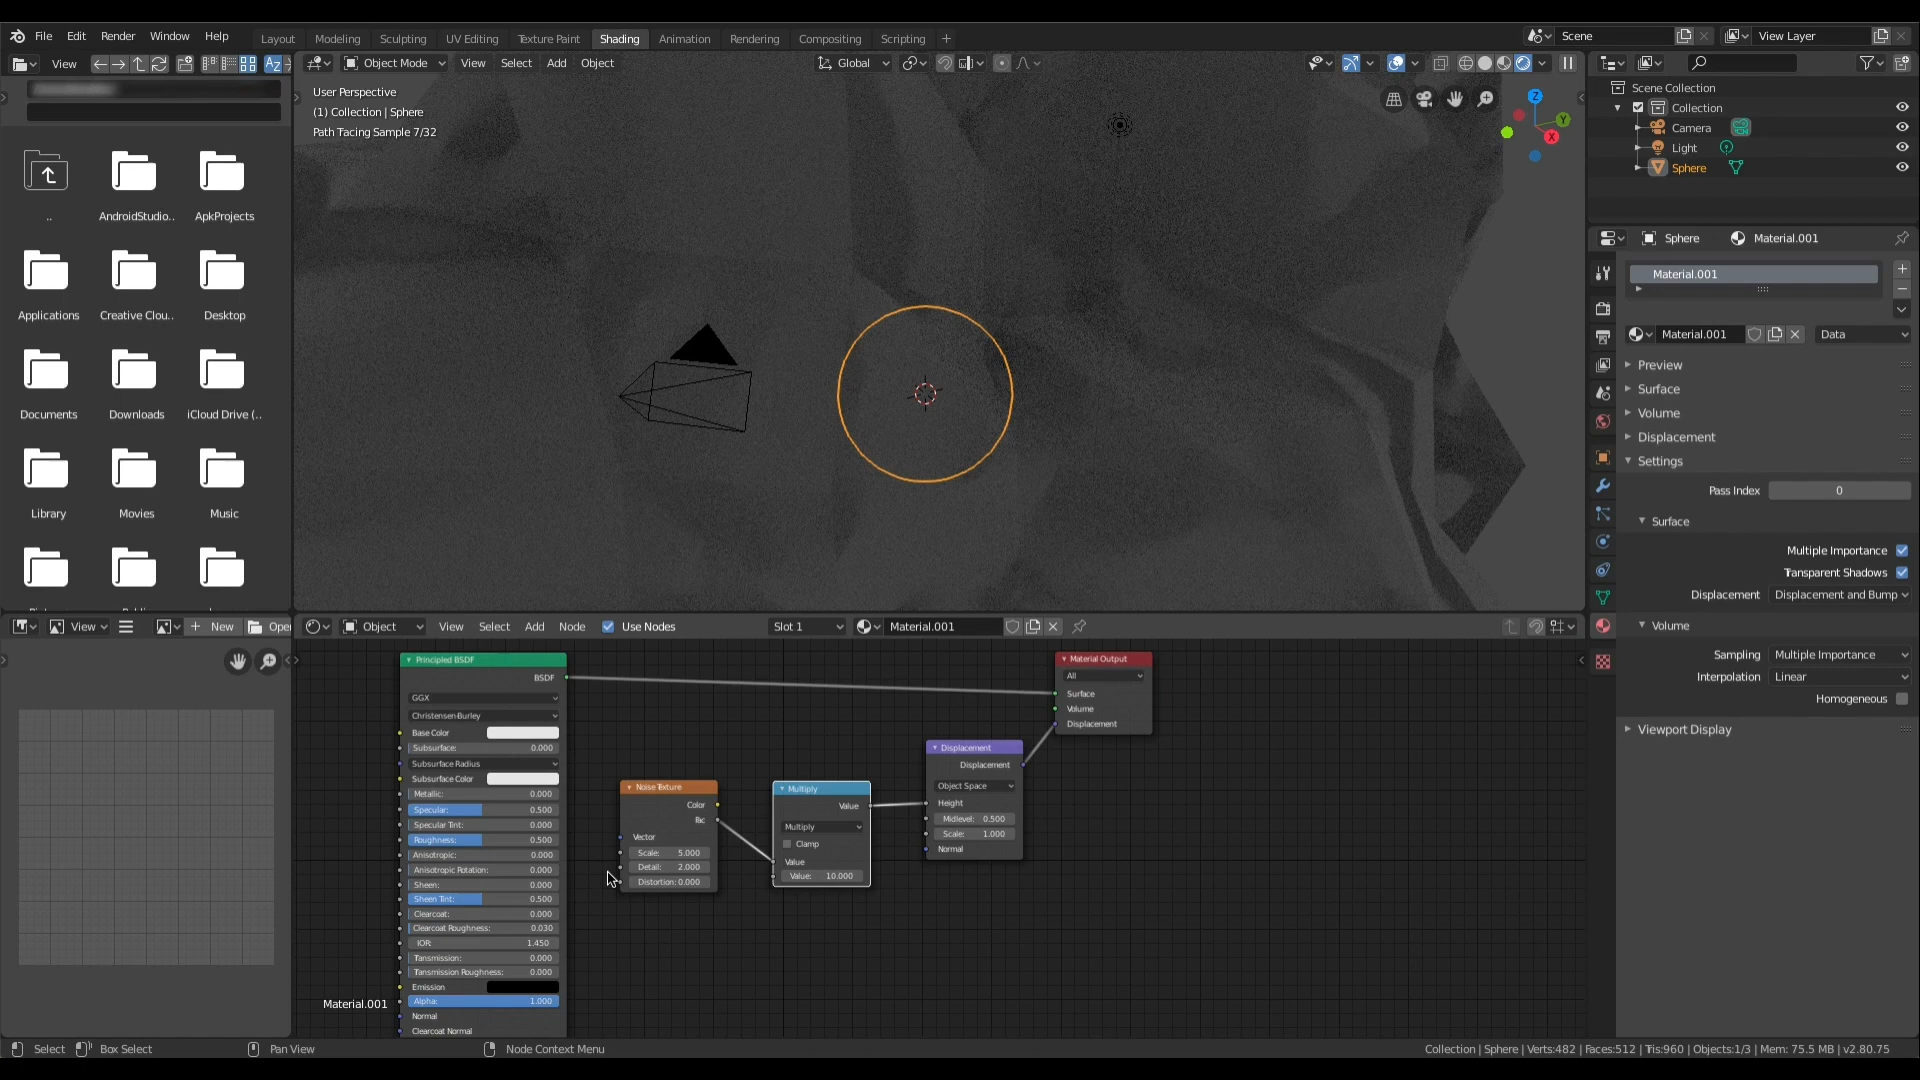 File Edit Render Window Help
Layout Modeling Sculpting UV Editing Texture Paint Shading Animation Rendering Compositing Scripting +
Scene
View Layer
View
Object Mode View Select Add Object
Global
User Perspective
(1) Collection | Sphere
Path Tacing Sample 7/32
Z
Y
X
..
AndroidStudio..
ApkProjects
Applications
Creative Clou..
Desktop
Documents
Downloads
iCloud Drive (..
Library
Movies
Music
Scene Collection
Collection
Camera
Light
Sphere
Sphere
Material.001
Material.001
Material.001
Data
Preview
Surface
Volume
Displacement
Settings
Pass Index 0
Surface
Multiple Importance
Transparent Shadows
Displacement Displacement and Bump
Volume
Sampling Multiple Importance
Interpolation Linear
Homogeneous
Viewport Display
View
New
Open
Object View Select Add Node Use Nodes Slot 1 Material.001
Principled BSDF
BSDF
GGX
Christensen-Burley
Base Color
Subsurface: 0.000
Subsurface Radius
Subsurface Color
Metallic: 0.000
Specular: 0.500
Specular Tint: 0.000
Roughness: 0.500
Anisotropic: 0.000
Anisotropic Rotation: 0.000
Sheen: 0.000
Sheen Tint: 0.500
Clearcoat: 0.000
Clearcoat Roughness: 0.030
IOR: 1.450
Transmission: 0.000
Transmission Roughness: 0.000
Emission
Alpha: 1.000
Normal
Clearcoat Normal
Noise Texture
Color
Fac
Vector
Scale: 5.000
Detail: 2.000
Distortion: 0.000
Multiply
Value
Multiply
Clamp
Value
Value: 10.000
Displacement
Displacement
Object Space
Height
Midlevel: 0.500
Scale: 1.000
Normal
Material Output
All
Surface
Volume
Displacement
Material.001
Select Box Select Pan View Node Context Menu
Collection | Sphere | Verts:482 | Faces:512 | Tris:960 | Objects:1/3 | Mem: 75.5 MB | v2.80.75